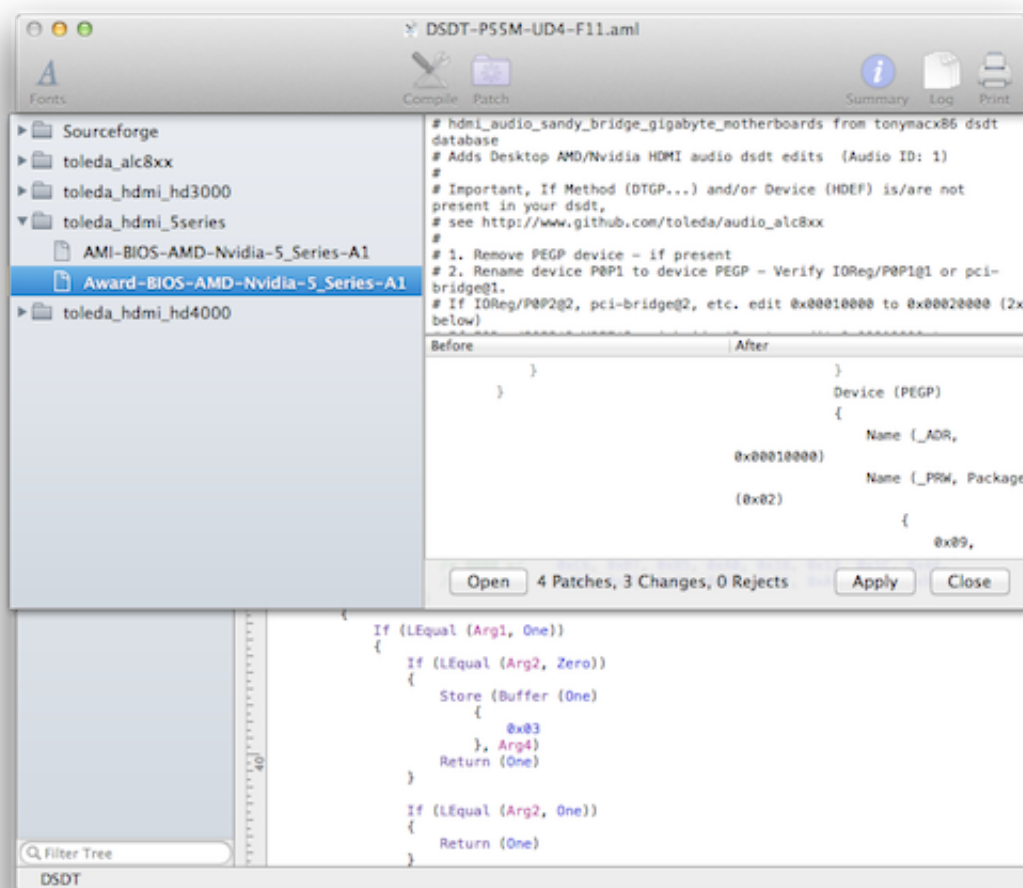 DSDT-P55M-UD4-F11.aml
Fonts
Compile
Patch
Summary
Log
Print
Sourceforge
toleda_alc8xx
toleda_hdmi_hd3000
toleda_hdmi_5series
AMI-BIOS-AMD-Nvidia-5_Series-A1
Award-BIOS-AMD-Nvidia-5_Series-A1
toleda_hdmi_hd4000
# hdmi_audio_sandy_bridge_gigabyte_motherboards from tonymacx86 dsdt
database
# Adds Desktop AMD/Nvidia HDMI audio dsdt edits (Audio ID: 1)
#
# Important, If Method (DTGP...) and/or Device (HDEF) is/are not
present in your dsdt,
# see http://www.github.com/toleda/audio_alc8xx
#
# 1. Remove PEGP device - if present
# 2. Rename device P0P1 to device PEGP - Verify IOReg/P0P1@1 or pci-
bridge@1.
# If IOReg/P0P2@2, pci-bridge@2, etc. edit 0x00010000 to 0x00020000 (2x
below)
Before
After
}
}
}
Device (PEGP)
{
Name (_ADR,
0x00010000)
Name (_PRW, Package
(0x02)
{
0x09,
Open
4 Patches, 3 Changes, 0 Rejects
Apply
Close
{
If (LEqual (Arg1, One))
{
If (LEqual (Arg2, Zero))
{
Store (Buffer (One)
{
0x03
}, Arg4)
Return (One)
}
If (LEqual (Arg2, One))
{
Return (One)
}
40
Filter Tree
DSDT